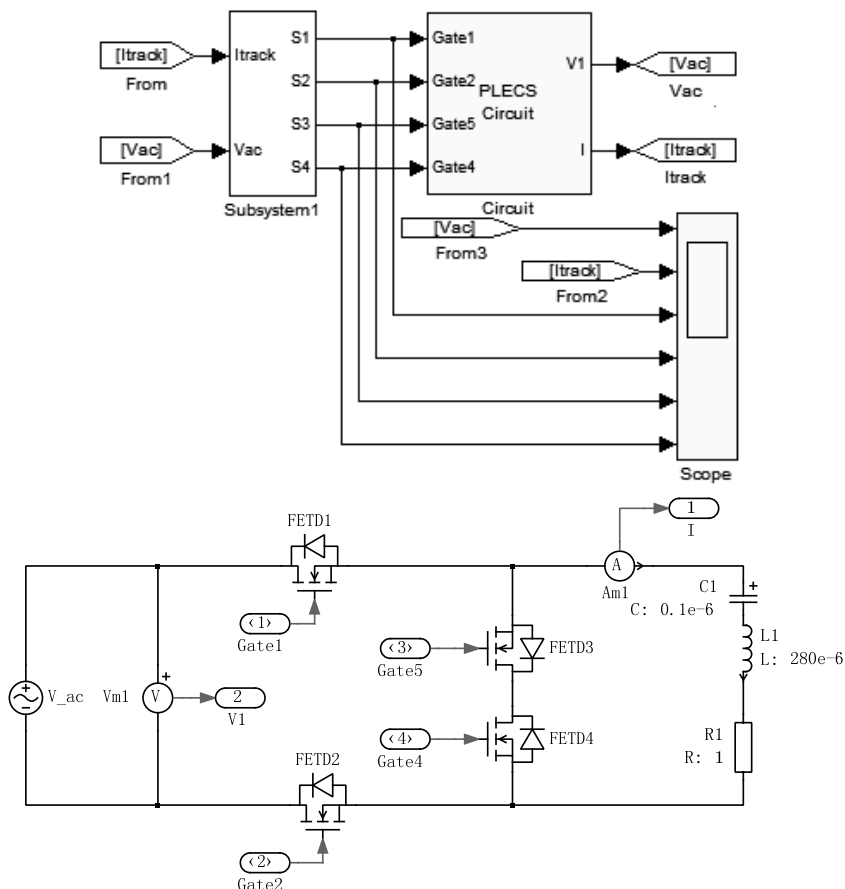 [Itrack]
From
[Vac]
From1
Itrack
Vac
S1
S2
S3
S4
Subsystem1
Gate1
Gate2
Gate5
Gate4
PLECS
Circuit
V1
I
Circuit
[Vac]
Vac
[Itrack]
Itrack
[Vac]
From3
[Itrack]
From2
Scope
1
I
FETD1
A
Am1
C1
+
C: 0.1e-6
<1>
Gate1
<3>
Gate5
FETD3
L1
L: 280e-6
V_ac
Vm1
+
V
2
V1
<4>
Gate4
FETD4
R1
R: 1
FETD2
<2>
Gate2